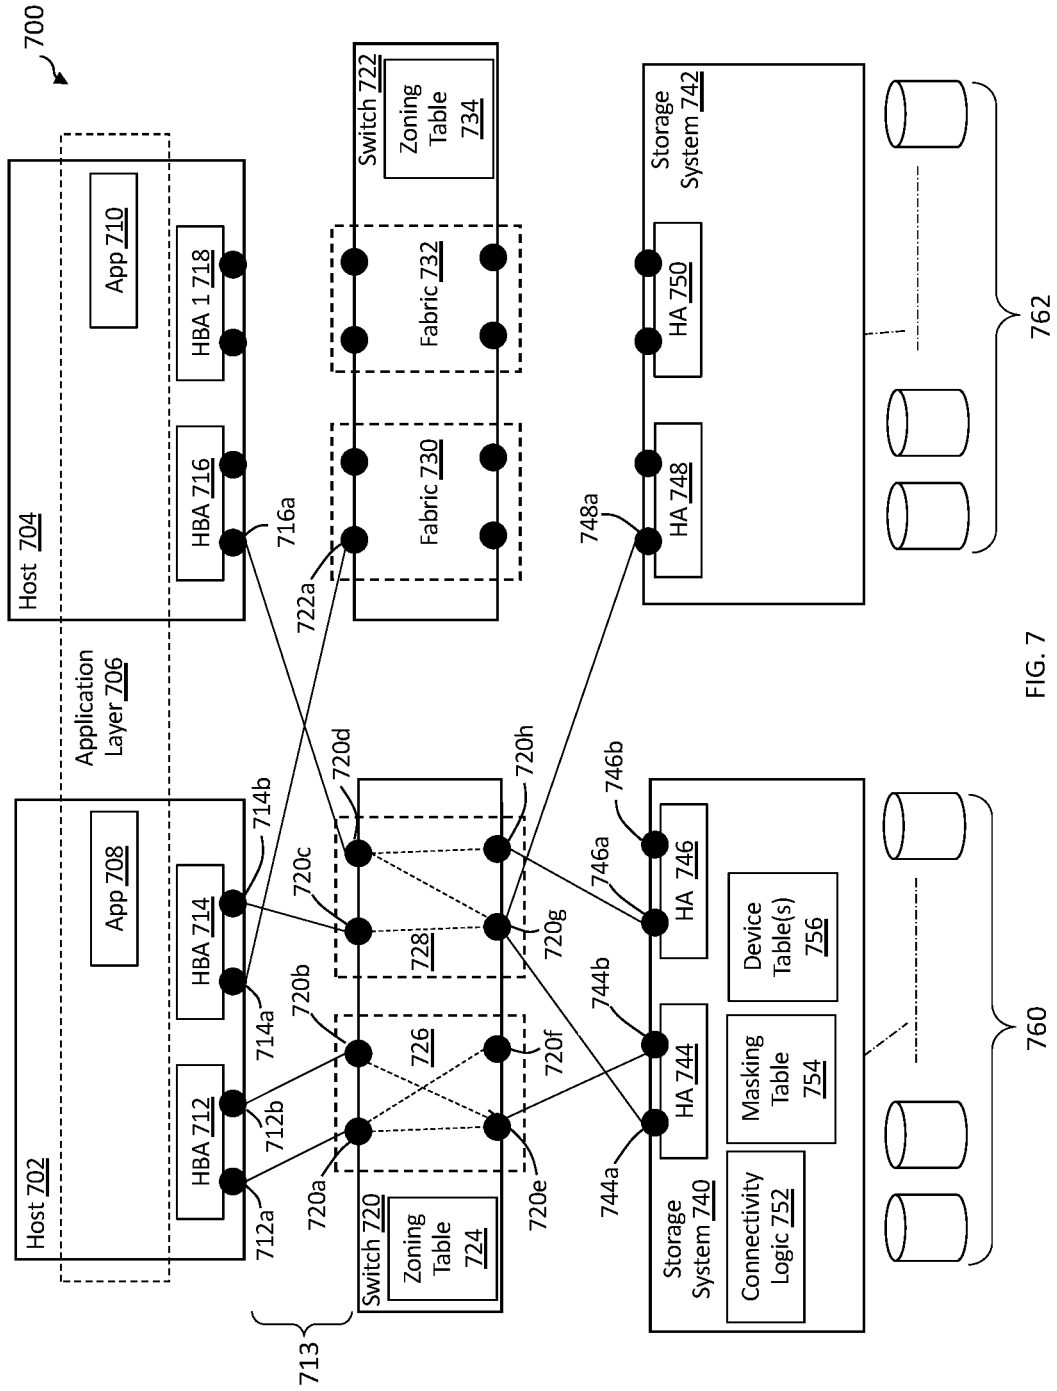 700
Host 702
App 708
HBA 712
HBA 714
712a
712b
714a
714b
Application
Layer 706
Host 704
App 710
HBA 716
HBA 1 718
716a
713
Switch 720
Zoning
Table
724
720a
720b
720c
720d
726
728
720e
720f
720g
720h
722a
Fabric 730
Fabric 732
Switch 722
Zoning
Table
734
744a
744b
746a
746b
HA 744
HA 746
Storage
System 740
Connectivity
Logic 752
Masking
Table
754
Device
Table(s)
756
748a
HA 748
HA 750
Storage
System 742
760
762
FIG. 7